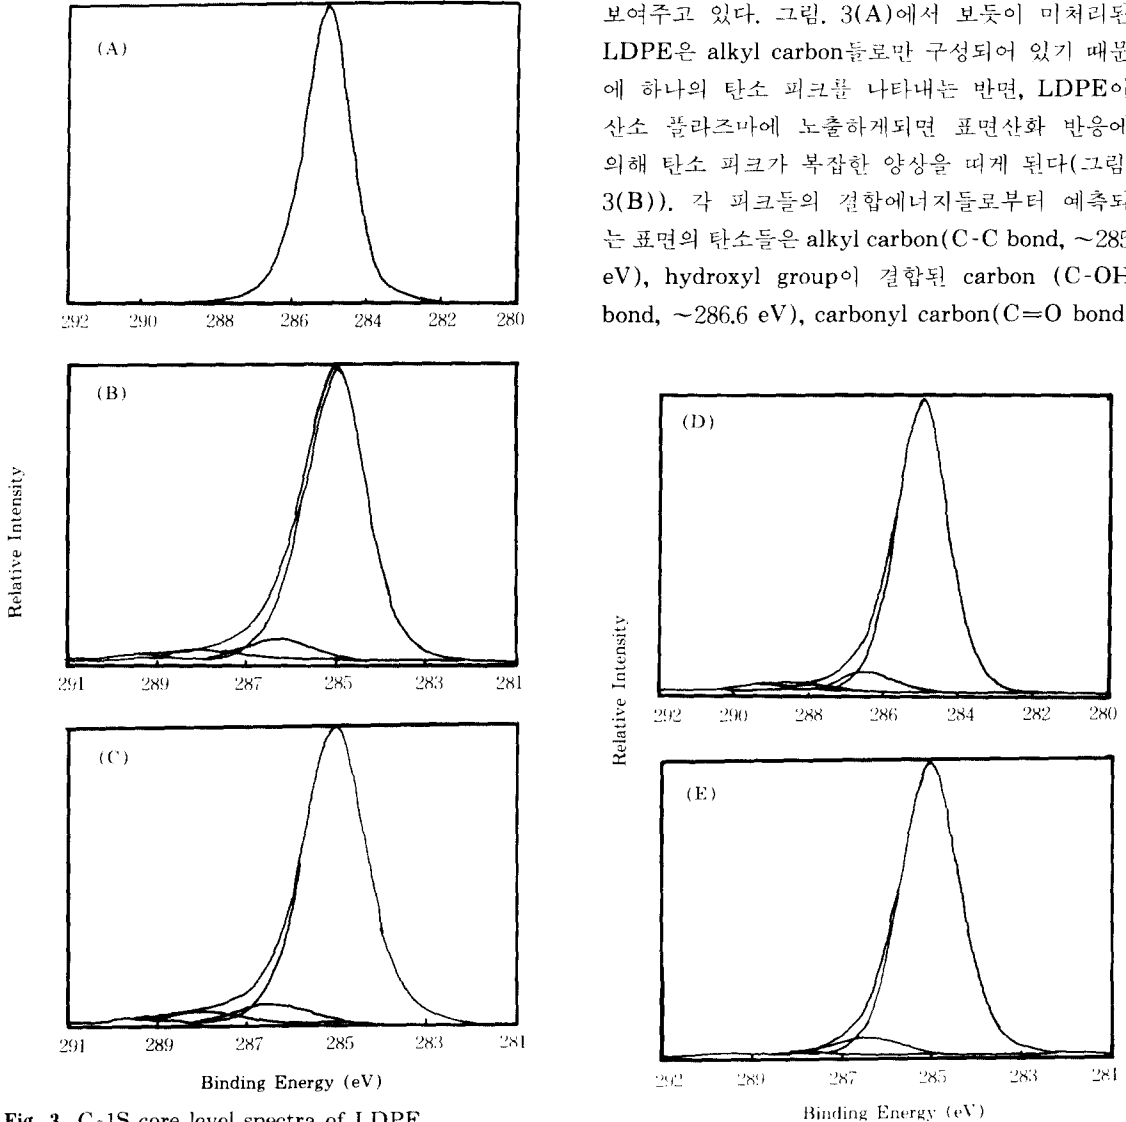 (A)
292 290 288 286 284 282 280
(B)
291 289 287 285 283 281
Relative Intensity
(C)
291 289 287 285 283 281
Binding Energy (eV)
Fig. 3. C-1S core level spectra of LDPE
보여주고 있다. 그림. 3(A)에서 보듯이 미처리된
LDPE은 alkyl carbon들로만 구성되어 있기 때문
에 하나의 탄소 피크를 나타내는 반면, LDPE이
산소 플라즈마에 노출하게되면 표면산화 반응에
의해 탄소 피크가 복잡한 양상을 띠게 된다(그림
3(B)). 각 피크들의 결합에너지들로부터 예측되
는 표면의 탄소들은 alkyl carbon(C-C bond, ~285
eV), hydroxyl group이 결합된 carbon (C-OH
bond, ~286.6 eV), carbonyl carbon(C=O bond
(D)
292 290 288 286 284 282 280
Relative Intensity
(E)
292 289 287 285 283 281
Binding Energy (eV)